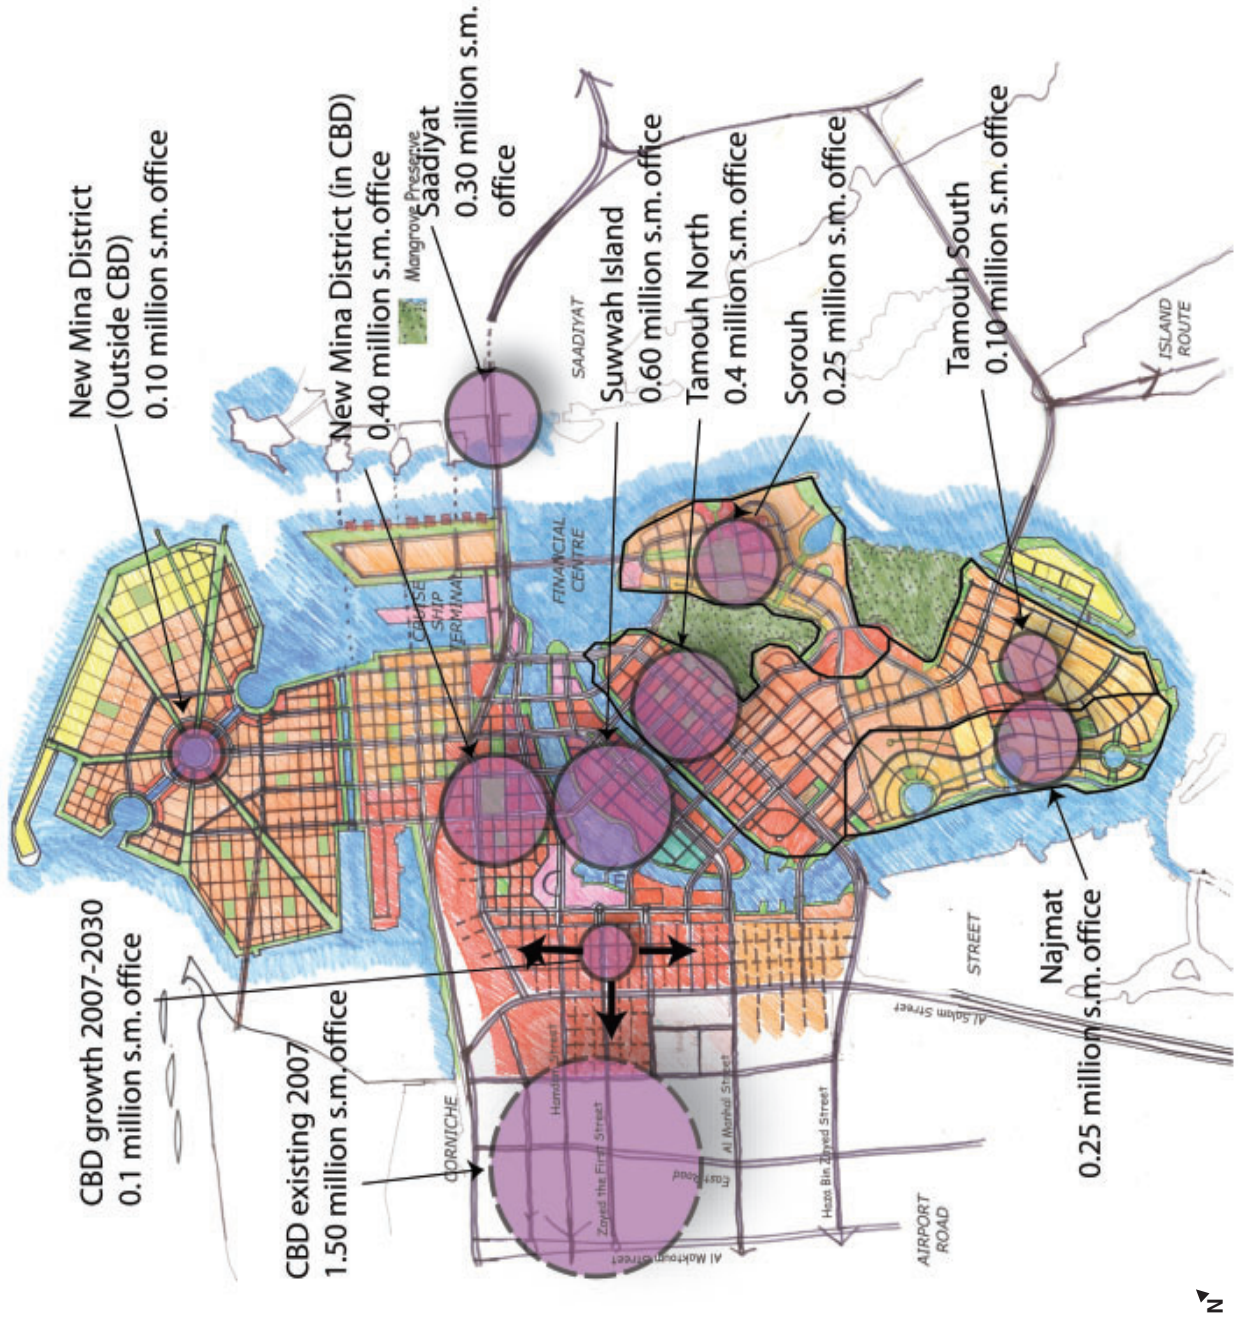 New Mina District
(Outside CBD)
0.10 million s.m. office
New Mina District (in CBD)
0.40 million s.m. office
Mangrove Preserve
Saadiyat
0.30 million s.m.
office
SAADIYAT
Suwwah Island
0.60 million s.m. office
Tamouh North
0.4 million s.m. office
Sorouh
0.25 million s.m. office
Tamouh South
0.10 million s.m. office
ISLAND
ROUTE
CRUISE
SHIP
TERMINAL
FINANCIAL
CENTRE
CBD growth 2007-2030
0.1 million s.m. office
CBD existing 2007
1.50 million s.m. office
CORNICHE
Hamdan Street
Zayed the First Street
East Road
Al Manhal Street
Haza Bin Zayed Street
Al Maktoum Street
AIRPORT
ROAD
STREET
Al Salam Street
Najmat
0.25 million s.m. office
N